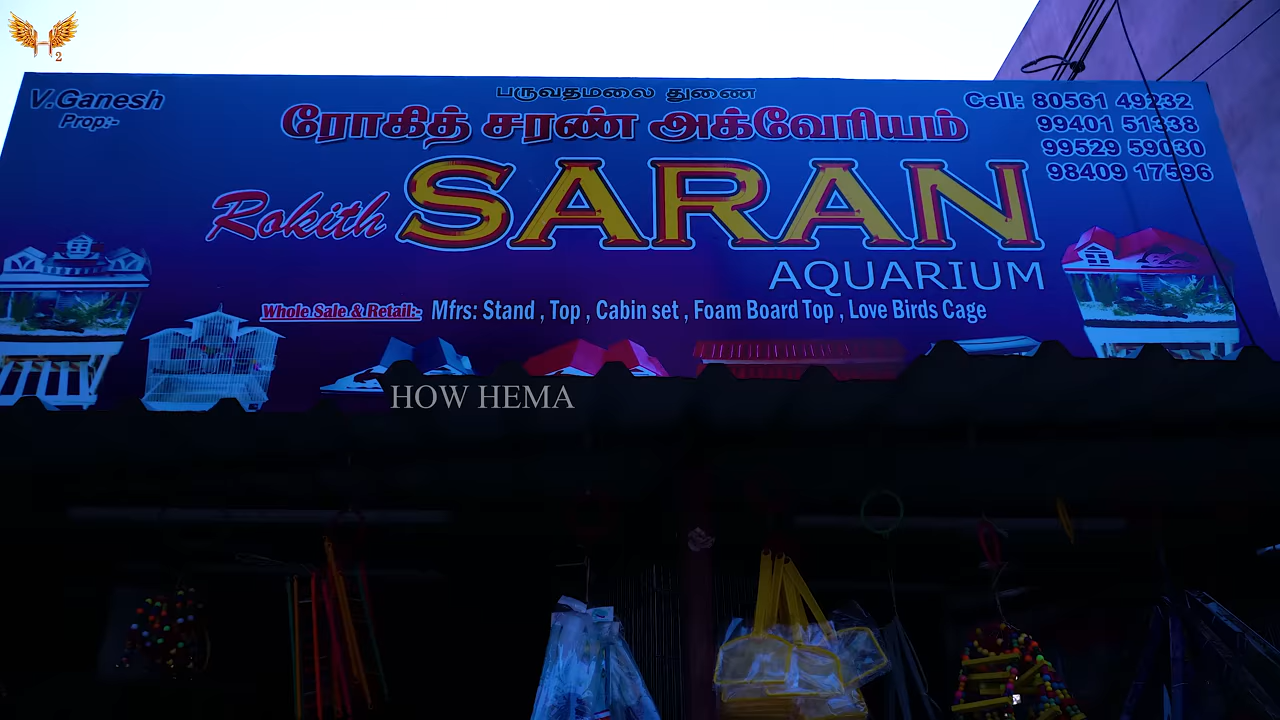 V.Ganesh
Prop:-
பருவதமலை துணை
ரோகித் சரண் அக்வேரியம்
Cell: 80561 49232
99401 51338
99529 59030
98409 17596
Rokith SARAN
AQUARIUM
Whole Sale & Retail:- Mfrs: Stand , Top , Cabin set , Foam Board Top , Love Birds Cage
HOW HEMA
H2